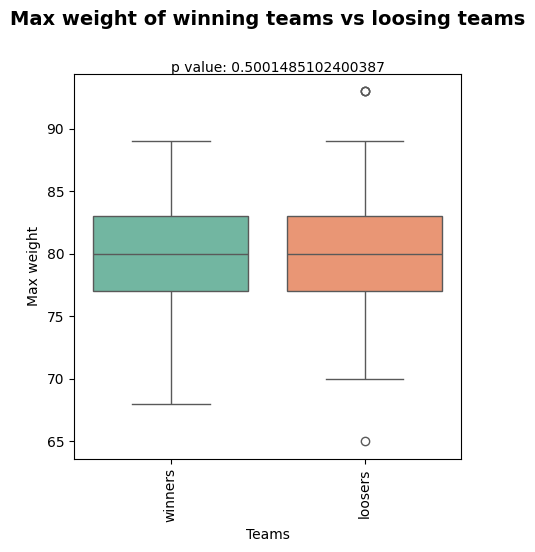 Max weight of winning teams vs loosing teams
p value: 0.5001485102400387
90
85
80
75
70
65
Max weight
winners
loosers
Teams